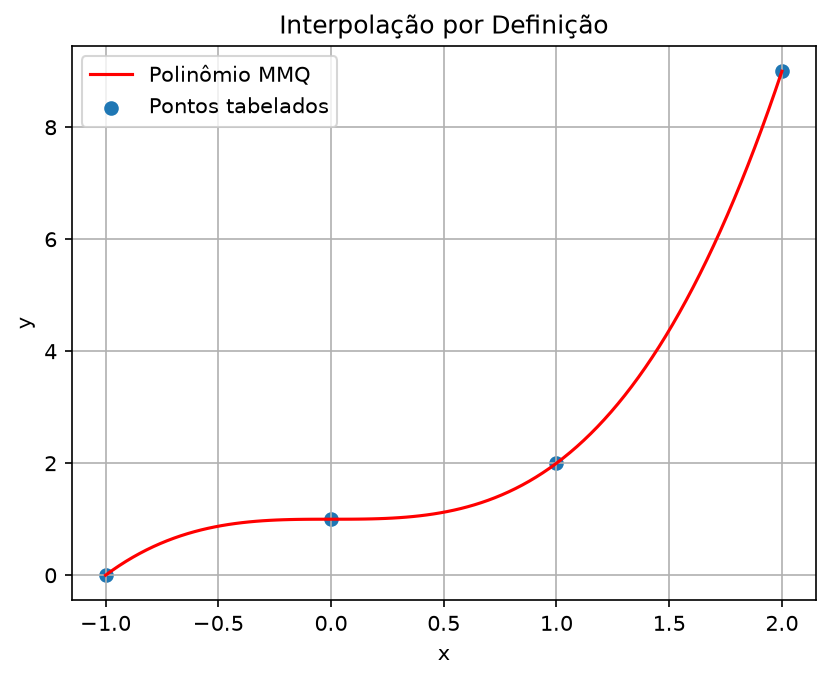 Interpolação por Definição
Polinômio MMQ
Pontos tabelados
8
6
4
2
0
y
−1.0 −0.5 0.0 0.5 1.0 1.5 2.0
x